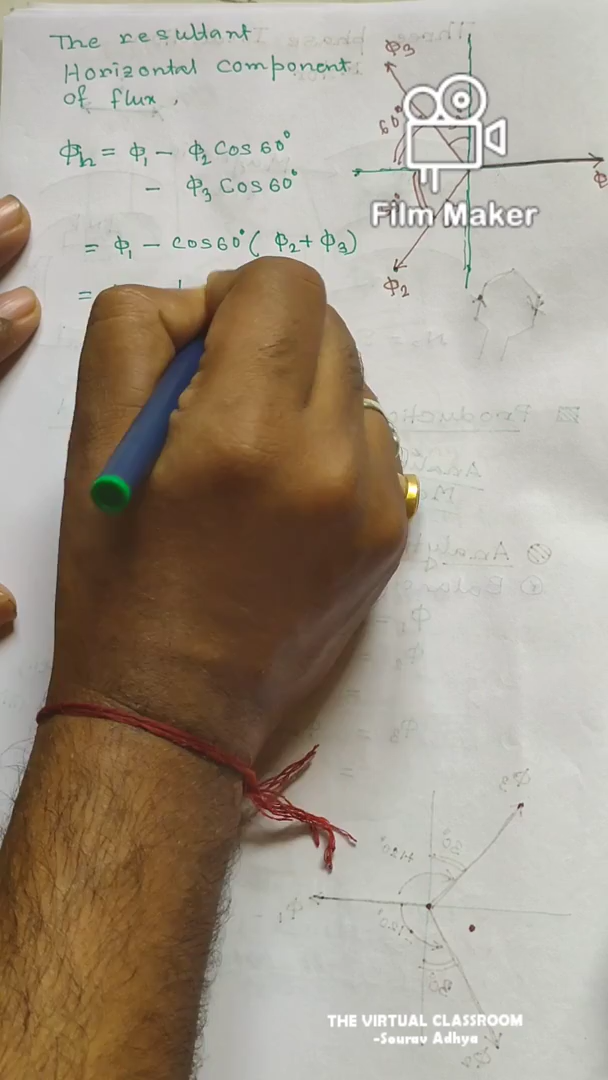 The resultant
Horizontal component
of flux,
Φh = Φ1 - Φ2 Cos 60°
- Φ3 Cos 60°
= Φ1 - cos60° ( Φ2 + Φ3 )
=
Φ3
60°
Φ
Φ2
Film Maker
THE VIRTUAL CLASSROOM
-Sourav Adhya